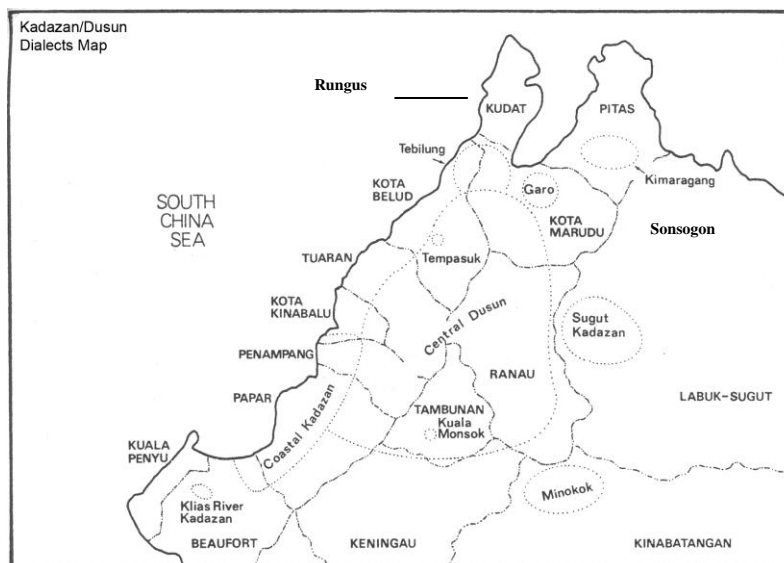 Kadazan/Dusun
Dialects Map
Rungus
KUDAT
PITAS
Tebilung
Kimaragang
KOTA
BELUD
Garo
SOUTH
CHINA
SEA
KOTA
MARUDU
Sonsogon
TUARAN
Tempasuk
KOTA
KINABALU
Central Dusun
Sugut
Kadazan
PENAMPANG
RANAU
PAPAR
TAMBUNAN
Kuala
Monsok
LABUK-SUGUT
Coastal Kadazan
KUALA
PENYU
Minokok
Klias River
Kadazan
BEAUFORT
KENINGAU
KINABATANGAN